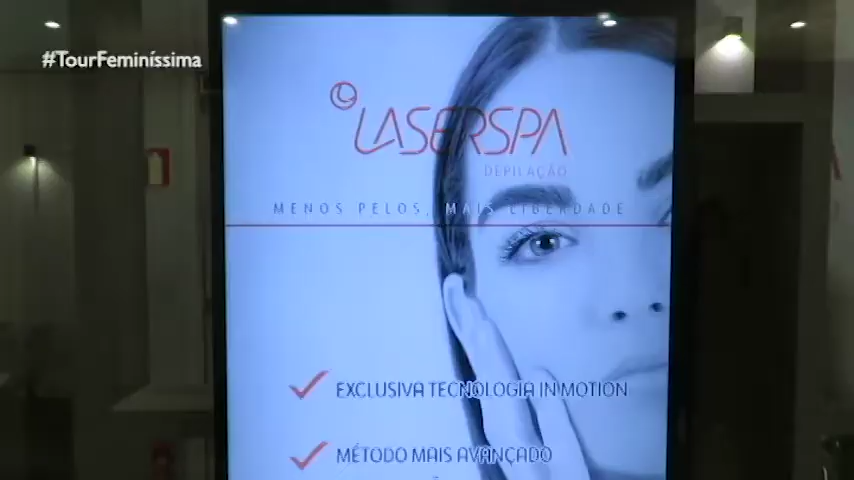 #TourFeminíssima
LASERSPA
DEPILAÇÃO
MENOS PELOS, MAIS LIBERDADE
EXCLUSIVA TECNOLOGIA IN MOTION
MÉTODO MAIS AVANÇADO